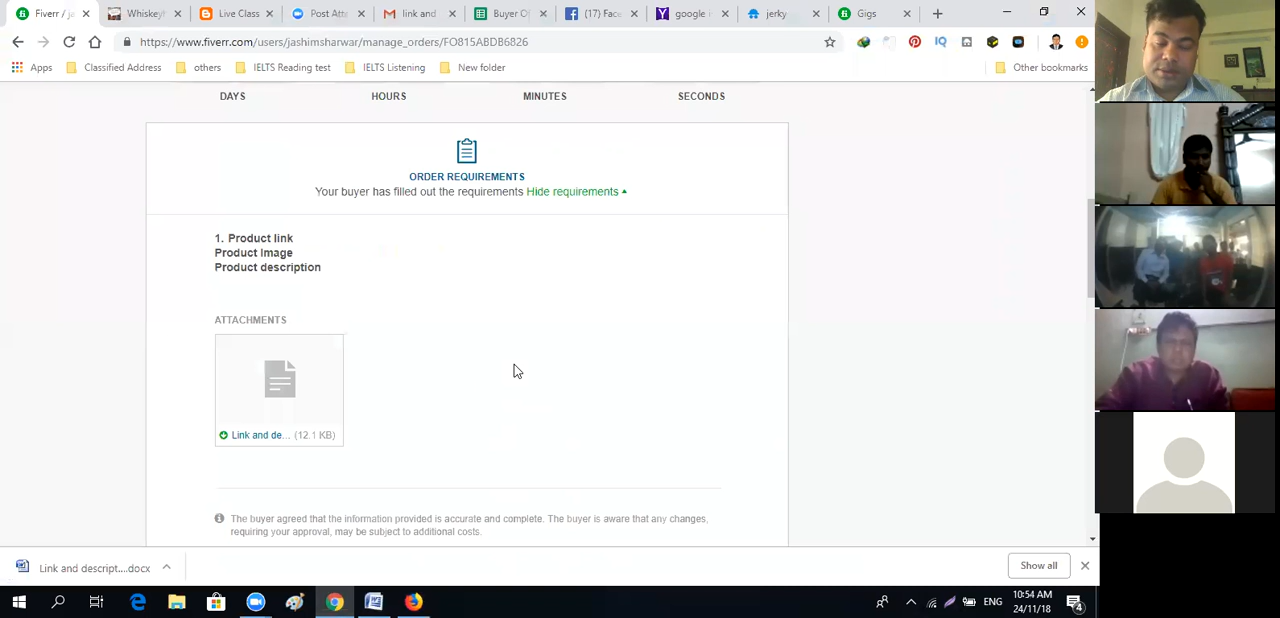 Fiverr / ja
Whiskey
Live Class
Post Atta
link and
Buyer O
(17) Face
google i
jerky
Gigs
https://www.fiverr.com/users/jashimsharwar/manage_orders/FO815ABDB6826
Apps
Classified Address
others
IELTS Reading test
IELTS Listening
New folder
Other bookmarks
DAYS
HOURS
MINUTES
SECONDS
ORDER REQUIREMENTS
Your buyer has filled out the requirements Hide requirements
1. Product link
Product Image
Product description
ATTACHMENTS
Link and de... (12.1 KB)
The buyer agreed that the information provided is accurate and complete. The buyer is aware that any changes,
requiring your approval, may be subject to additional costs.
Link and descript....docx
Show all
ENG
10:54 AM
24/11/18
4